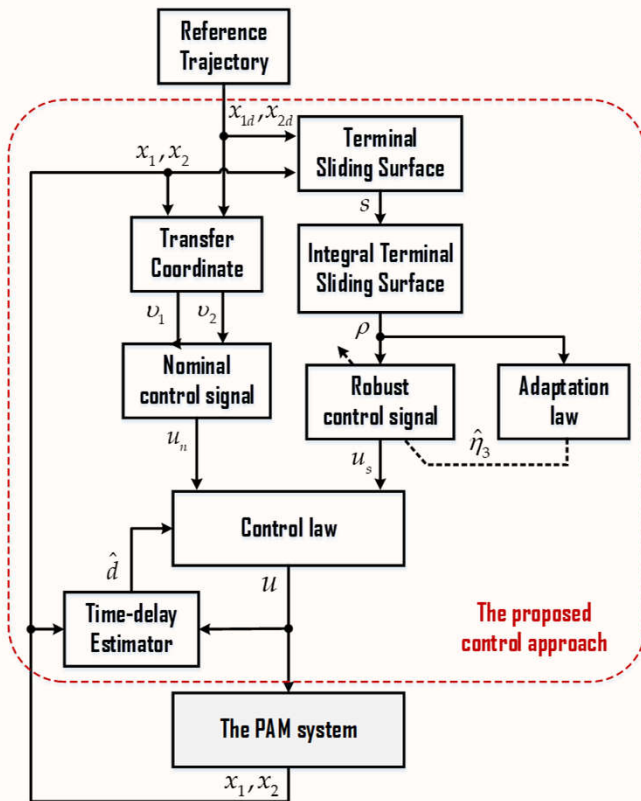 Reference
Trajectory
x₁d, x₂d
x₁, x₂
Terminal
Sliding Surface
s
Transfer
Coordinate
Integral Terminal
Sliding Surface
υ₁
υ₂
ρ
Nominal
control signal
Robust
control signal
Adaptation
law
uₙ
uₛ
η̂₃
Control law
d̂
u
Time-delay
Estimator
The proposed
control approach
The PAM system
x₁, x₂